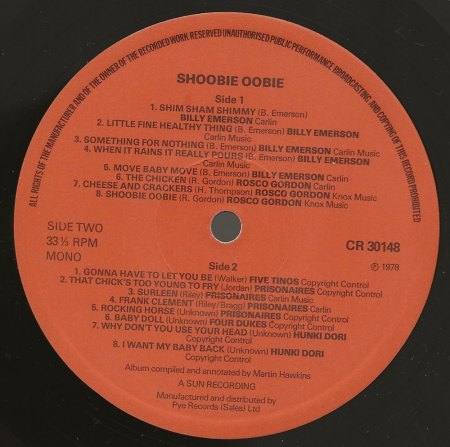 ALL RIGHTS OF THE MANUFACTURER AND OF THE OWNER OF THE RECORDED WORK RESERVED UNAUTHORISED PUBLIC PERFORMANCE BROADCASTING AND COPYING OF THIS RECORD PROHIBITED
SHOOBIE OOBIE
Side 1
1. SHIM SHAM SHIMMY (B. Emerson)
BILLY EMERSON Carlin
2. LITTLE FINE HEALTHY THING (B. Emerson) BILLY EMERSON
Carlin Music
3. SOMETHING FOR NOTHING (B. Emerson) BILLY EMERSON
Carlin Music
4. WHEN IT RAINS IT REALLY POURS (B. Emerson) BILLY EMERSON
Carlin Music
5. MOVE BABY MOVE (B. Emerson) BILLY EMERSON Carlin
6. THE CHICKEN (R. Gordon) ROSCO GORDON Carlin Music
7. CHEESE AND CRACKERS (H. Thompson) ROSCO GORDON Knox Music
8. SHOOBIE OOBIE (R. Gordon) ROSCO GORDON Knox Music
SIDE TWO
33⅓ RPM
MONO
CR 30148
℗ 1978
Side 2
1. GONNA HAVE TO LET YOU BE (Walker) FIVE TINOS Copyright Control
2. THAT CHICK'S TOO YOUNG TO FRY (Jordan) PRISONAIRES Copyright Control
3. SURLEEN (Riley) PRISONAIRES Carlin Music
4. FRANK CLEMENT (Riley/Bragg) PRISONAIRES Carlin Music
5. ROCKING HORSE (Unknown) PRISONAIRES Copyright Control
6. BABY DOLL (Unknown) FOUR DUKES Copyright Control
7. WHY DON'T YOU USE YOUR HEAD (Unknown) HUNKI DORI
Copyright Control
8. I WANT MY BABY BACK (Unknown) HUNKI DORI
Copyright Control
Album compiled and annotated by Martin Hawkins
A SUN RECORDING
Manufactured and distributed by
Pye Records (Sales) Ltd